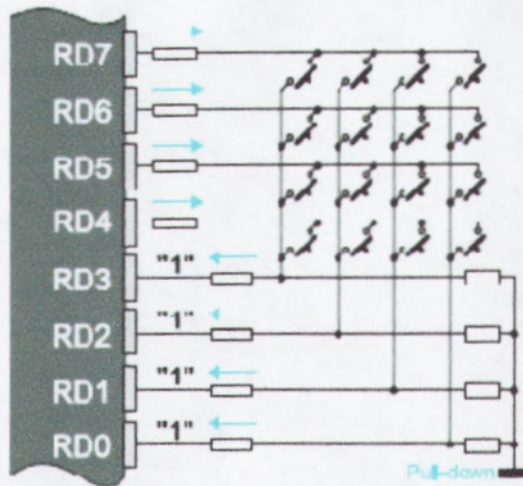 RD7
RD6
RD5
RD4
RD3 "1"
RD2 "1"
RD1 "1"
RD0 "1"
Pull-down